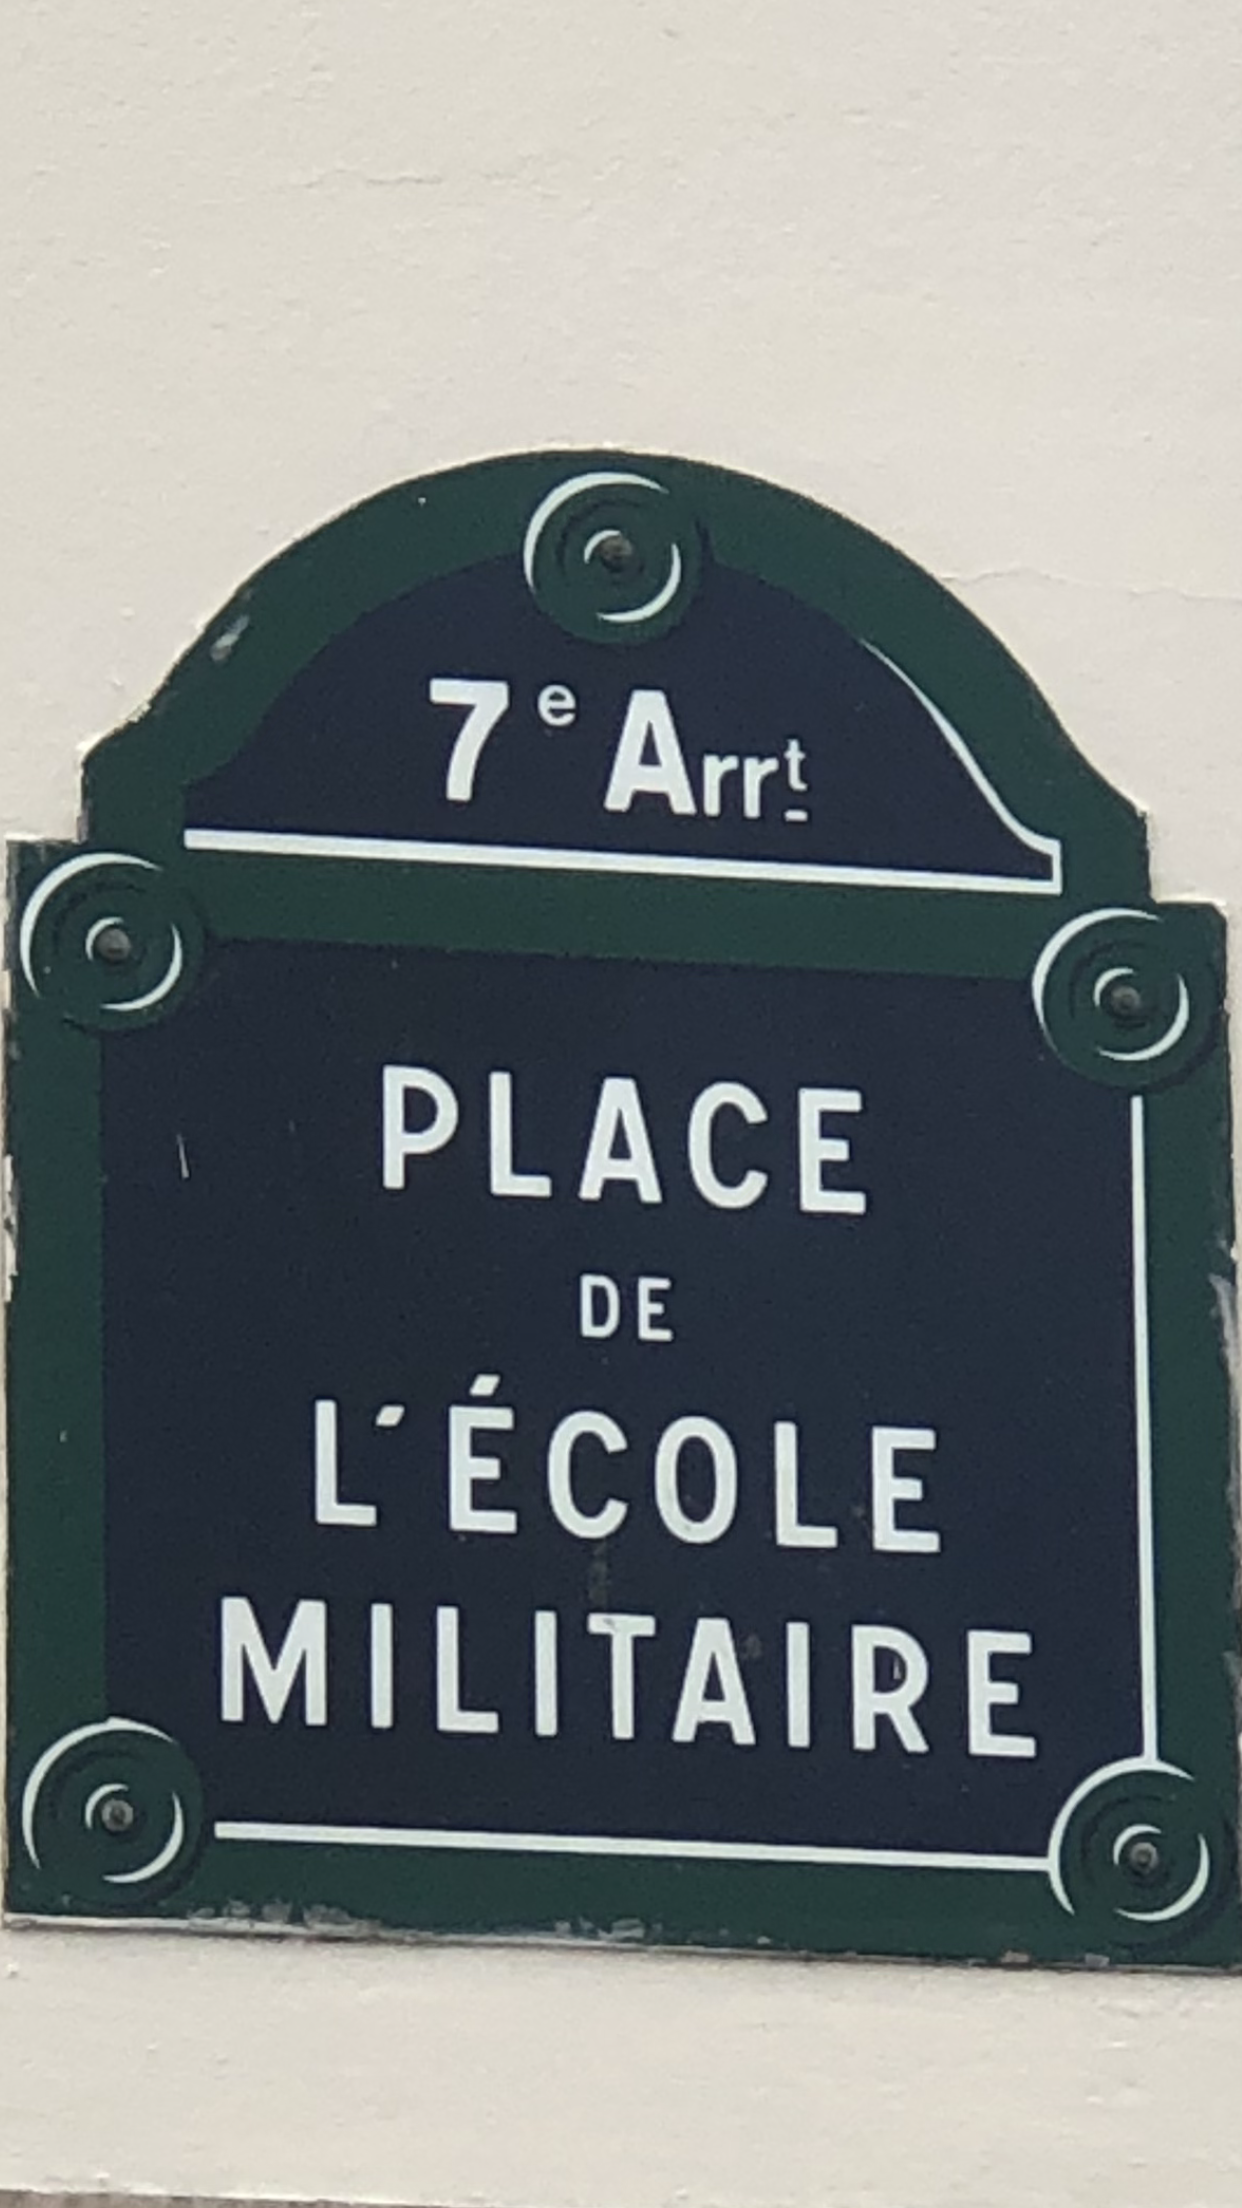 7e Arrt
PLACE
DE
L'ÉCOLE
MILITAIRE